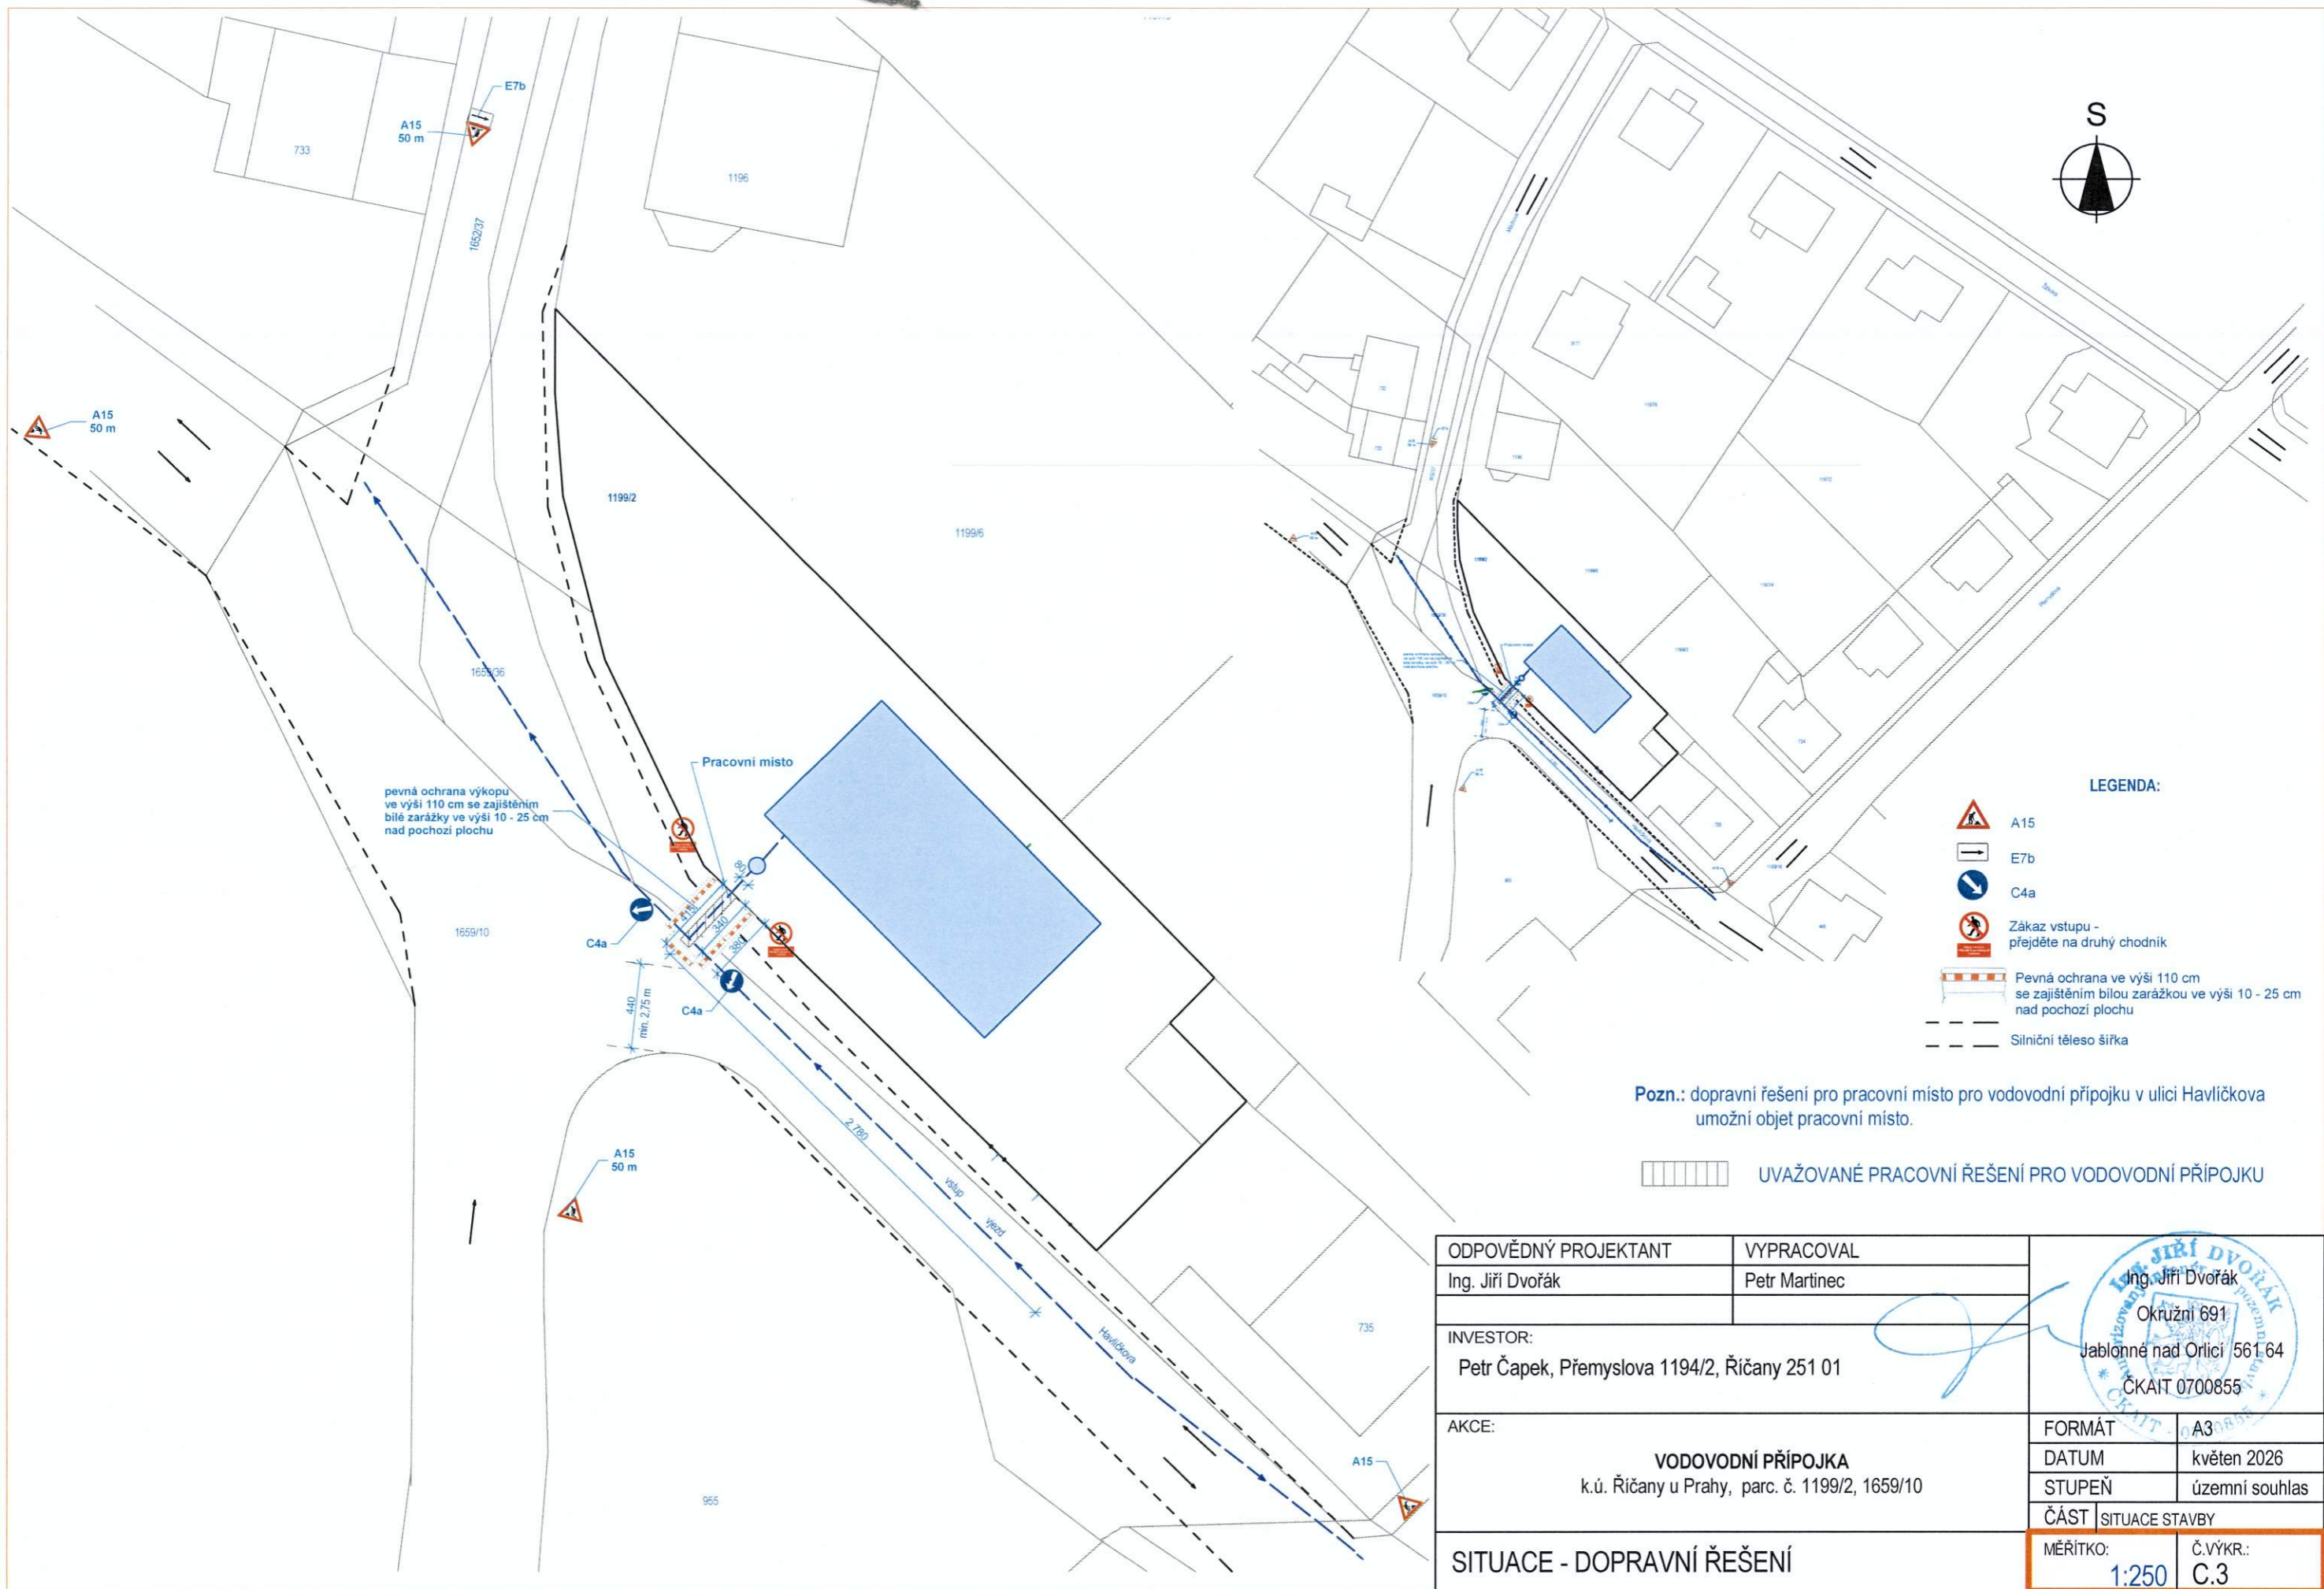 E7b
A15
50 m
733
1196
1652/37
A15
50 m
1199/2
1199/6
Pracovní místo
pevná ochrana výkopu
ve výši 110 cm se zajištěním
bílé zarážky ve výši 10 - 25 cm
nad pochozí plochu
80
415
340
380
C4a
1659/10
C4a
440
min. 2,75 m
A15
50 m
2.780
vstup
vjezd
Havlíčkova
735
A15
955
S
LEGENDA:
A15
E7b
C4a
Zákaz vstupu -
přejděte na druhý chodník
Pevná ochrana ve výši 110 cm
se zajištěním bílou zarážkou ve výši 10 - 25 cm
nad pochozí plochu
Silniční těleso šířka
Pozn.: dopravní řešení pro pracovní místo pro vodovodní přípojku v ulici Havlíčkova
umožní objet pracovní místo.
UVAŽOVANÉ PRACOVNÍ ŘEŠENÍ PRO VODOVODNÍ PŘÍPOJKU
ODPOVĚDNÝ PROJEKTANT
VYPRACOVAL
Ing. Jiří Dvořák
Petr Martinec
INVESTOR:
Petr Čapek, Přemyslova 1194/2, Říčany 251 01
Ing. JIŘÍ DVOŘÁK
Ing. Jiří Dvořák
Okružní 691
Jablonné nad Orlicí 561 64
ČKAIT 0700855
AKCE:
VODOVODNÍ PŘÍPOJKA
k.ú. Říčany u Prahy, parc. č. 1199/2, 1659/10
FORMÁT A3
DATUM květen 2026
STUPEŇ územní souhlas
ČÁST SITUACE STAVBY
SITUACE - DOPRAVNÍ ŘEŠENÍ
MĚŘÍTKO:
1:250
Č.VÝKR.:
C.3